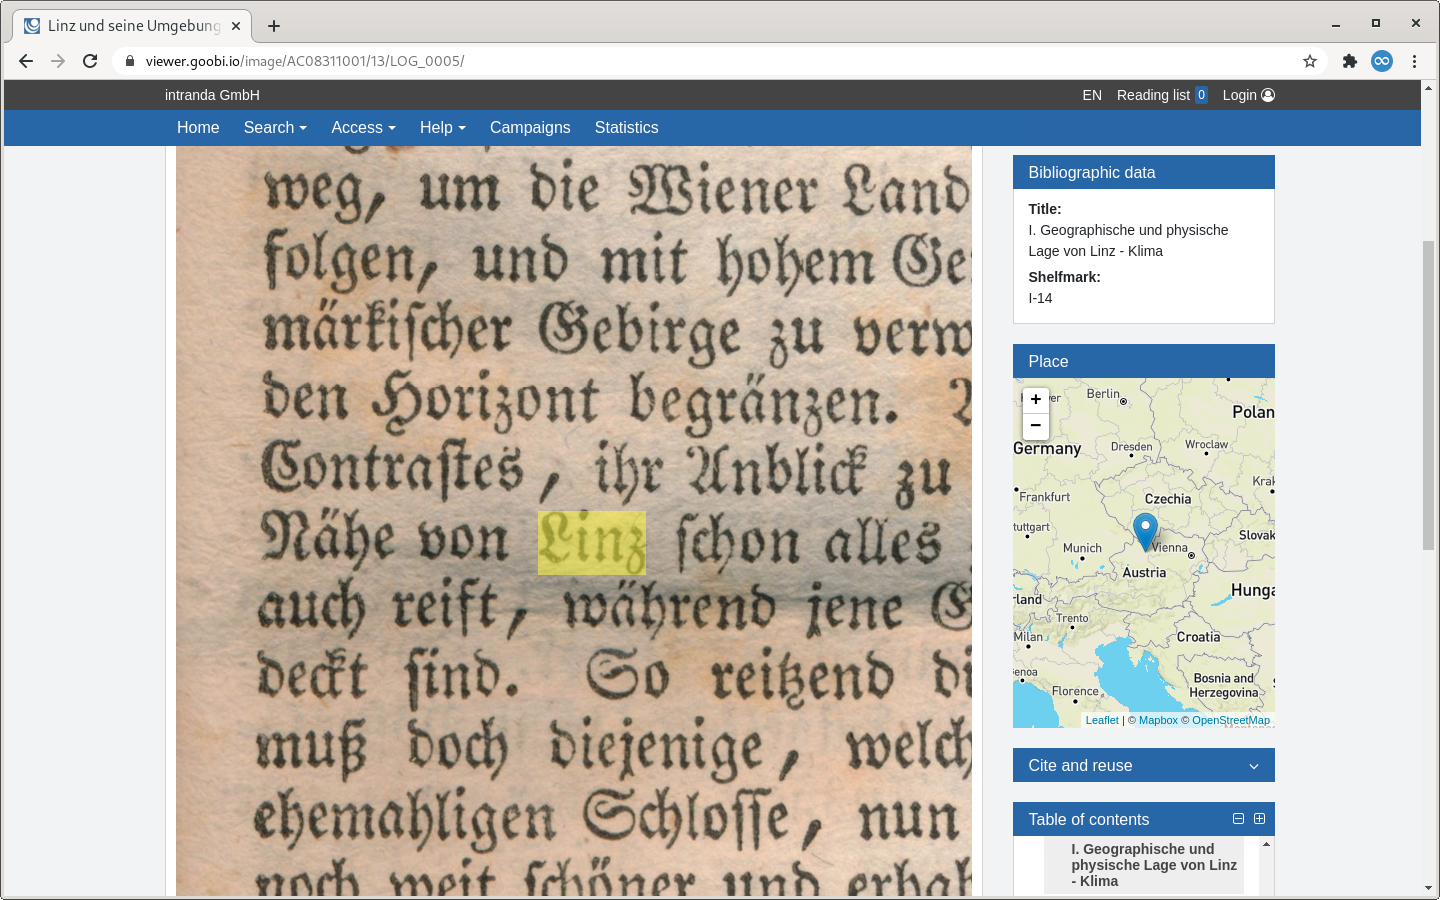 Linz und seine Umgebung
viewer.goobi.io/image/AC08311001/13/LOG_0005/
intranda GmbH
EN Reading list 0 Login
Home Search Access Help Campaigns Statistics
weg, um die Wiener Land
folgen, und mit hohem Ge⸗
märkiſcher Gebirge zu verw
den Horizont begränzen.
Contraſtes, ihr Anblick zu
Nähe von Linz ſchon alles
auch reift, während jene G
deckt ſind. So reitzend di
muß doch diejenige, welch
ehemahligen Schloſſe, nun
noch weit ſchöner und erhab
Bibliographic data
Title:
I. Geographische und physische
Lage von Linz - Klima
Shelfmark:
I-14
Place
+
−
Berlin
Polan
Germany
Dresden
Wroclaw
Frankfurt
Krak
Czechia
tuttgart
Slovak
Munich
Vienna
Austria
Hunga
rland
Trento
Milan
Croatia
enoa
Bosnia and
Herzegovina
Florence
Leaflet | © Mapbox © OpenStreetMap
Cite and reuse
Table of contents
I. Geographische und
physische Lage von Linz
- Klima